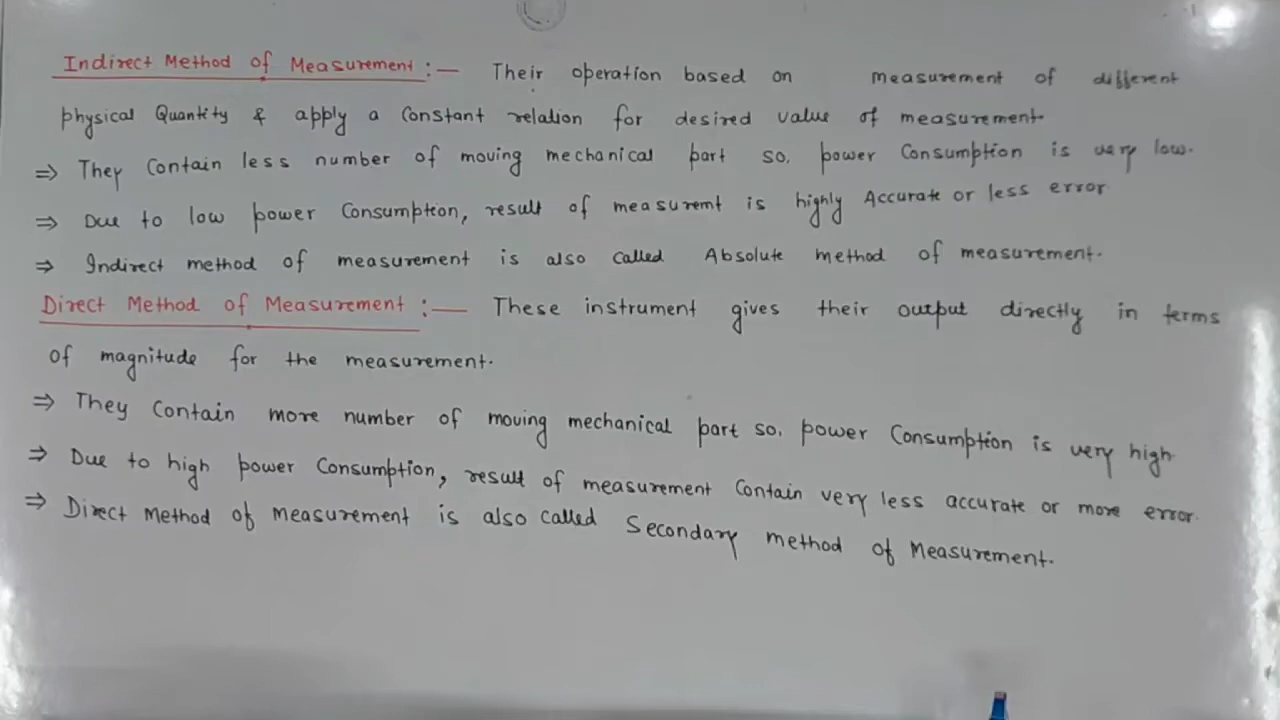 Indirect Method of Measurement :— Their operation based on measurement of different
physical Quantity & apply a constant relation for desired value of measurement.
⇒ They Contain less number of moving mechanical part so, power Consumption is very low.
⇒ Due to low power Consumption, result of measuremt is highly Accurate or less error
⇒ Indirect method of measurement is also called Absolute method of measurement.
Direct Method of Measurement :— These instrument gives their output directly in terms
of magnitude for the measurement.
⇒ They Contain more number of moving mechanical part so, power Consumption is very high.
⇒ Due to high power Consumption, result of measurement Contain very less accurate or more error.
⇒ Direct Method of measurement is also called Secondary method of Measurement.